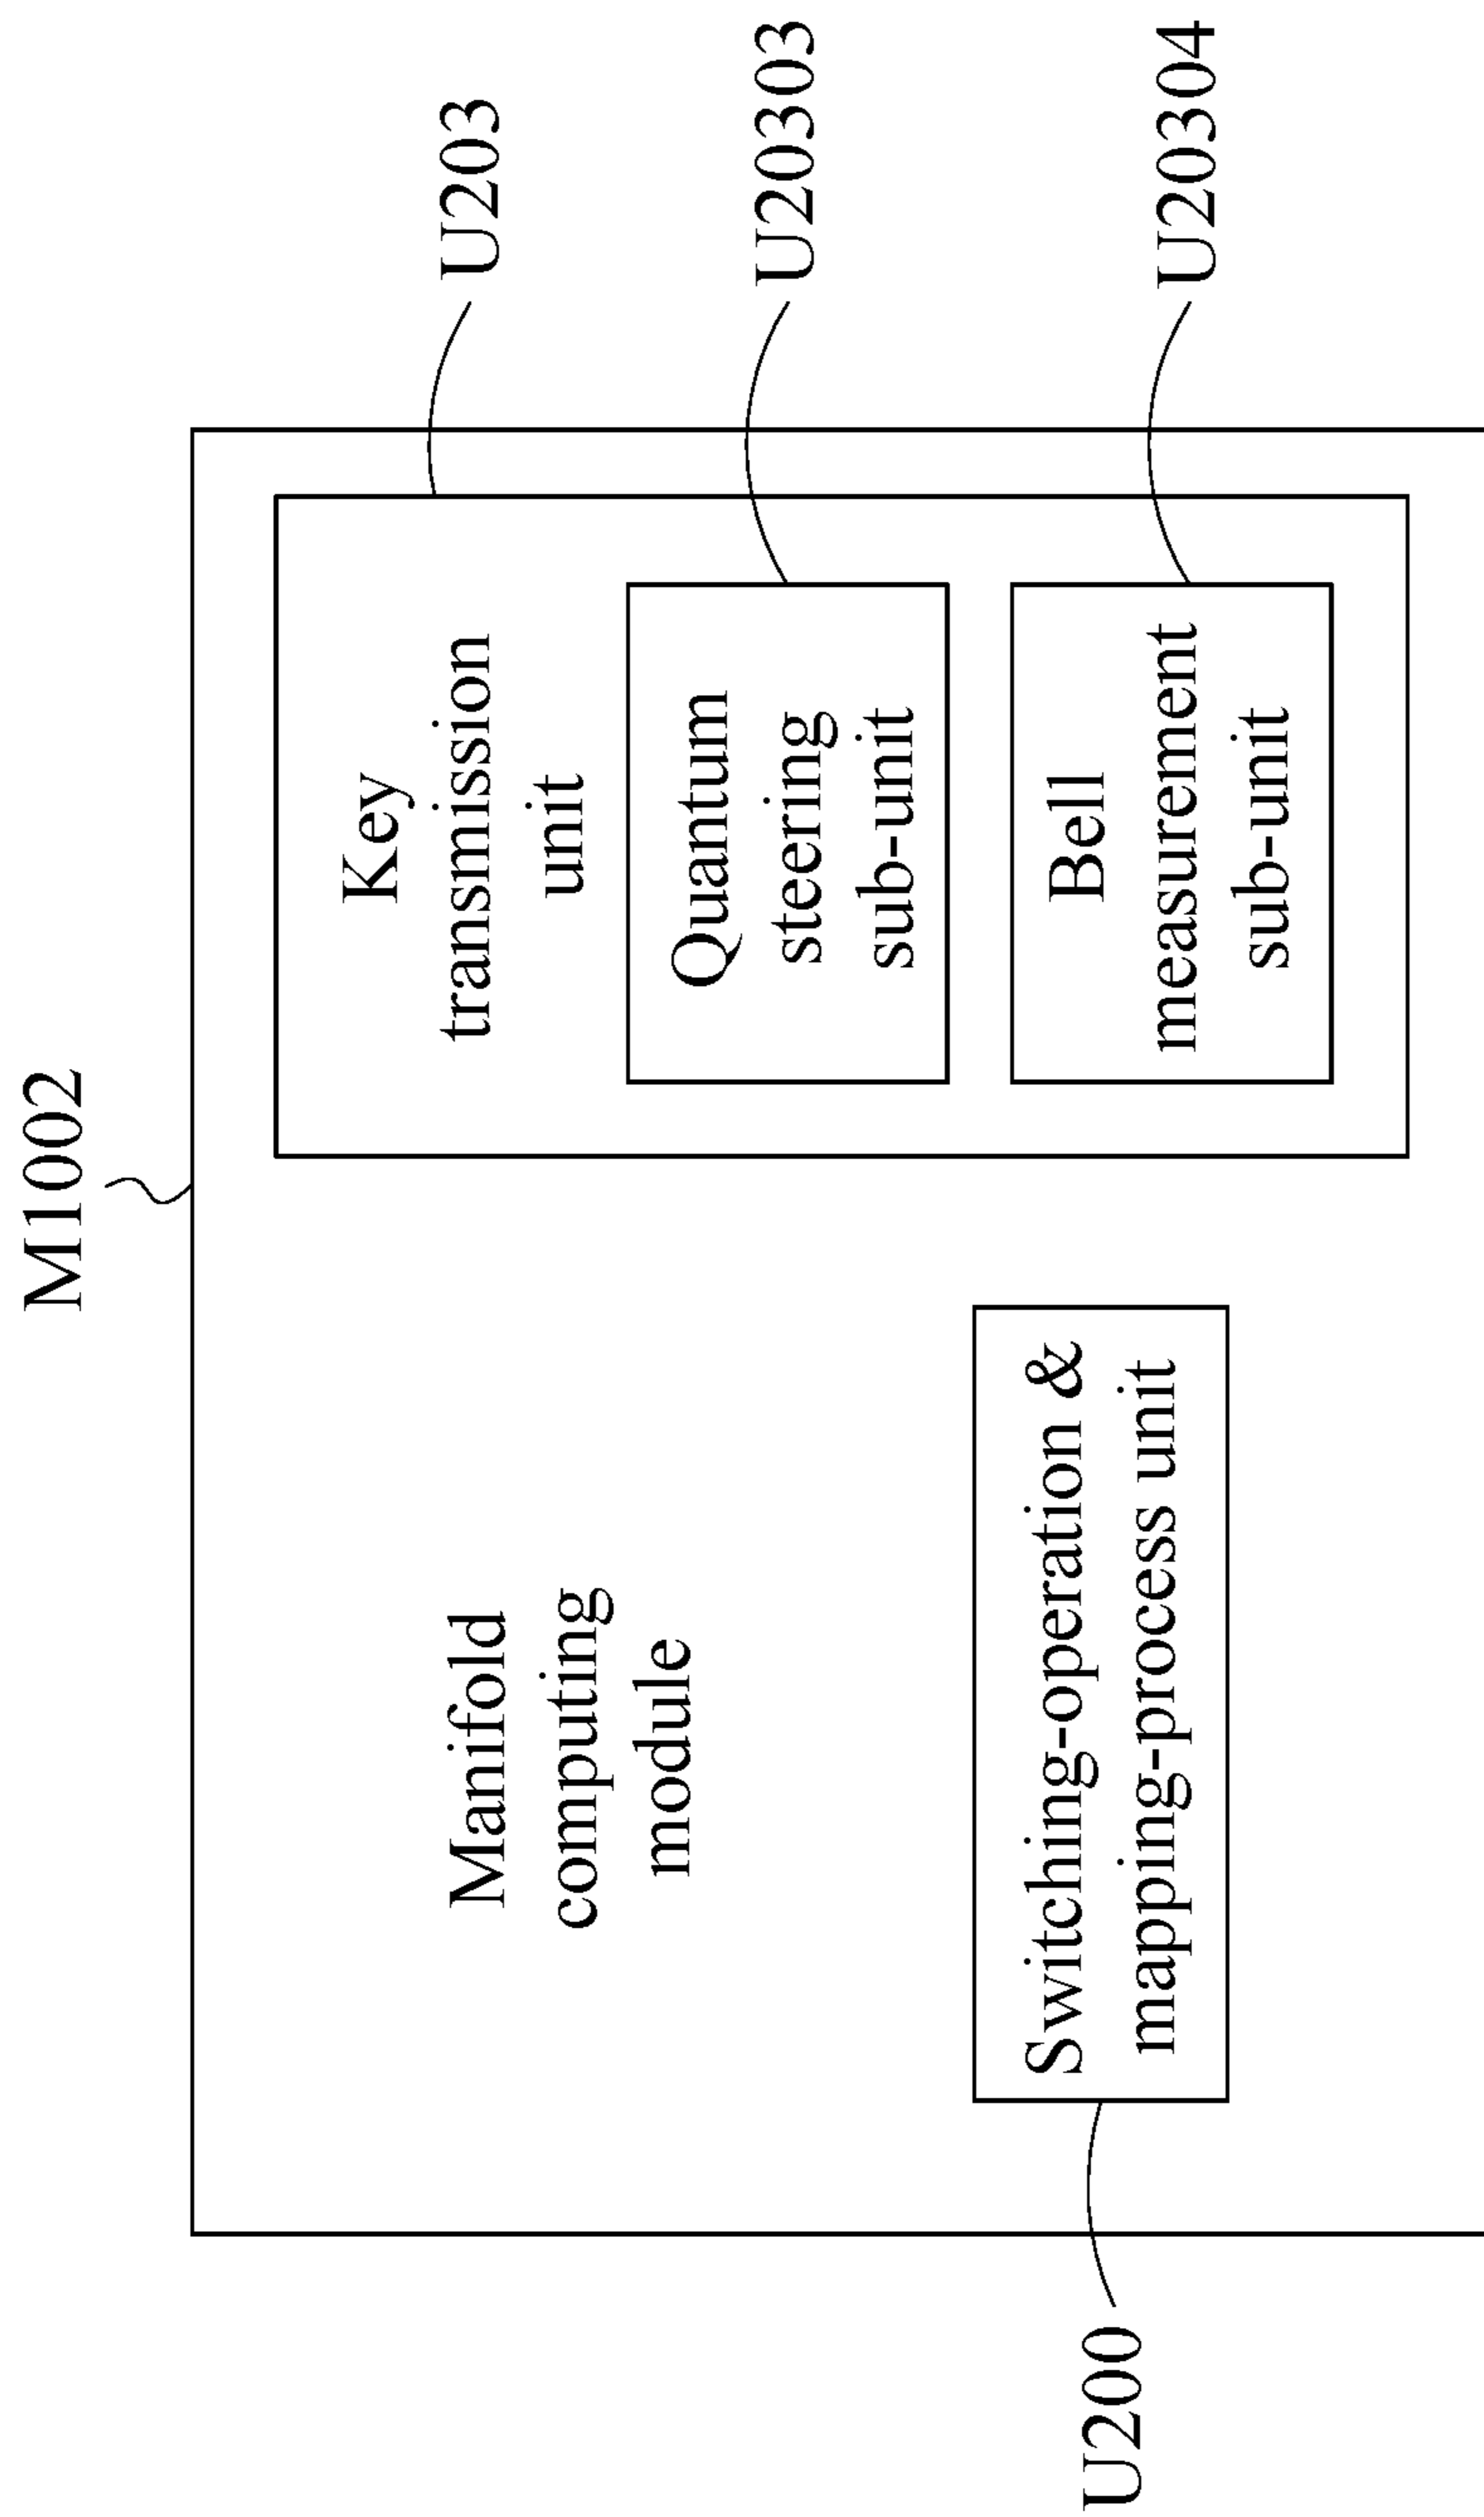 M1002
Manifold
computing
module
Switching-operation &
mapping-process unit
U200
Key
transmission
unit
U203
Quantum
steering
sub-unit
U20303
Bell
measurement
sub-unit
U20304